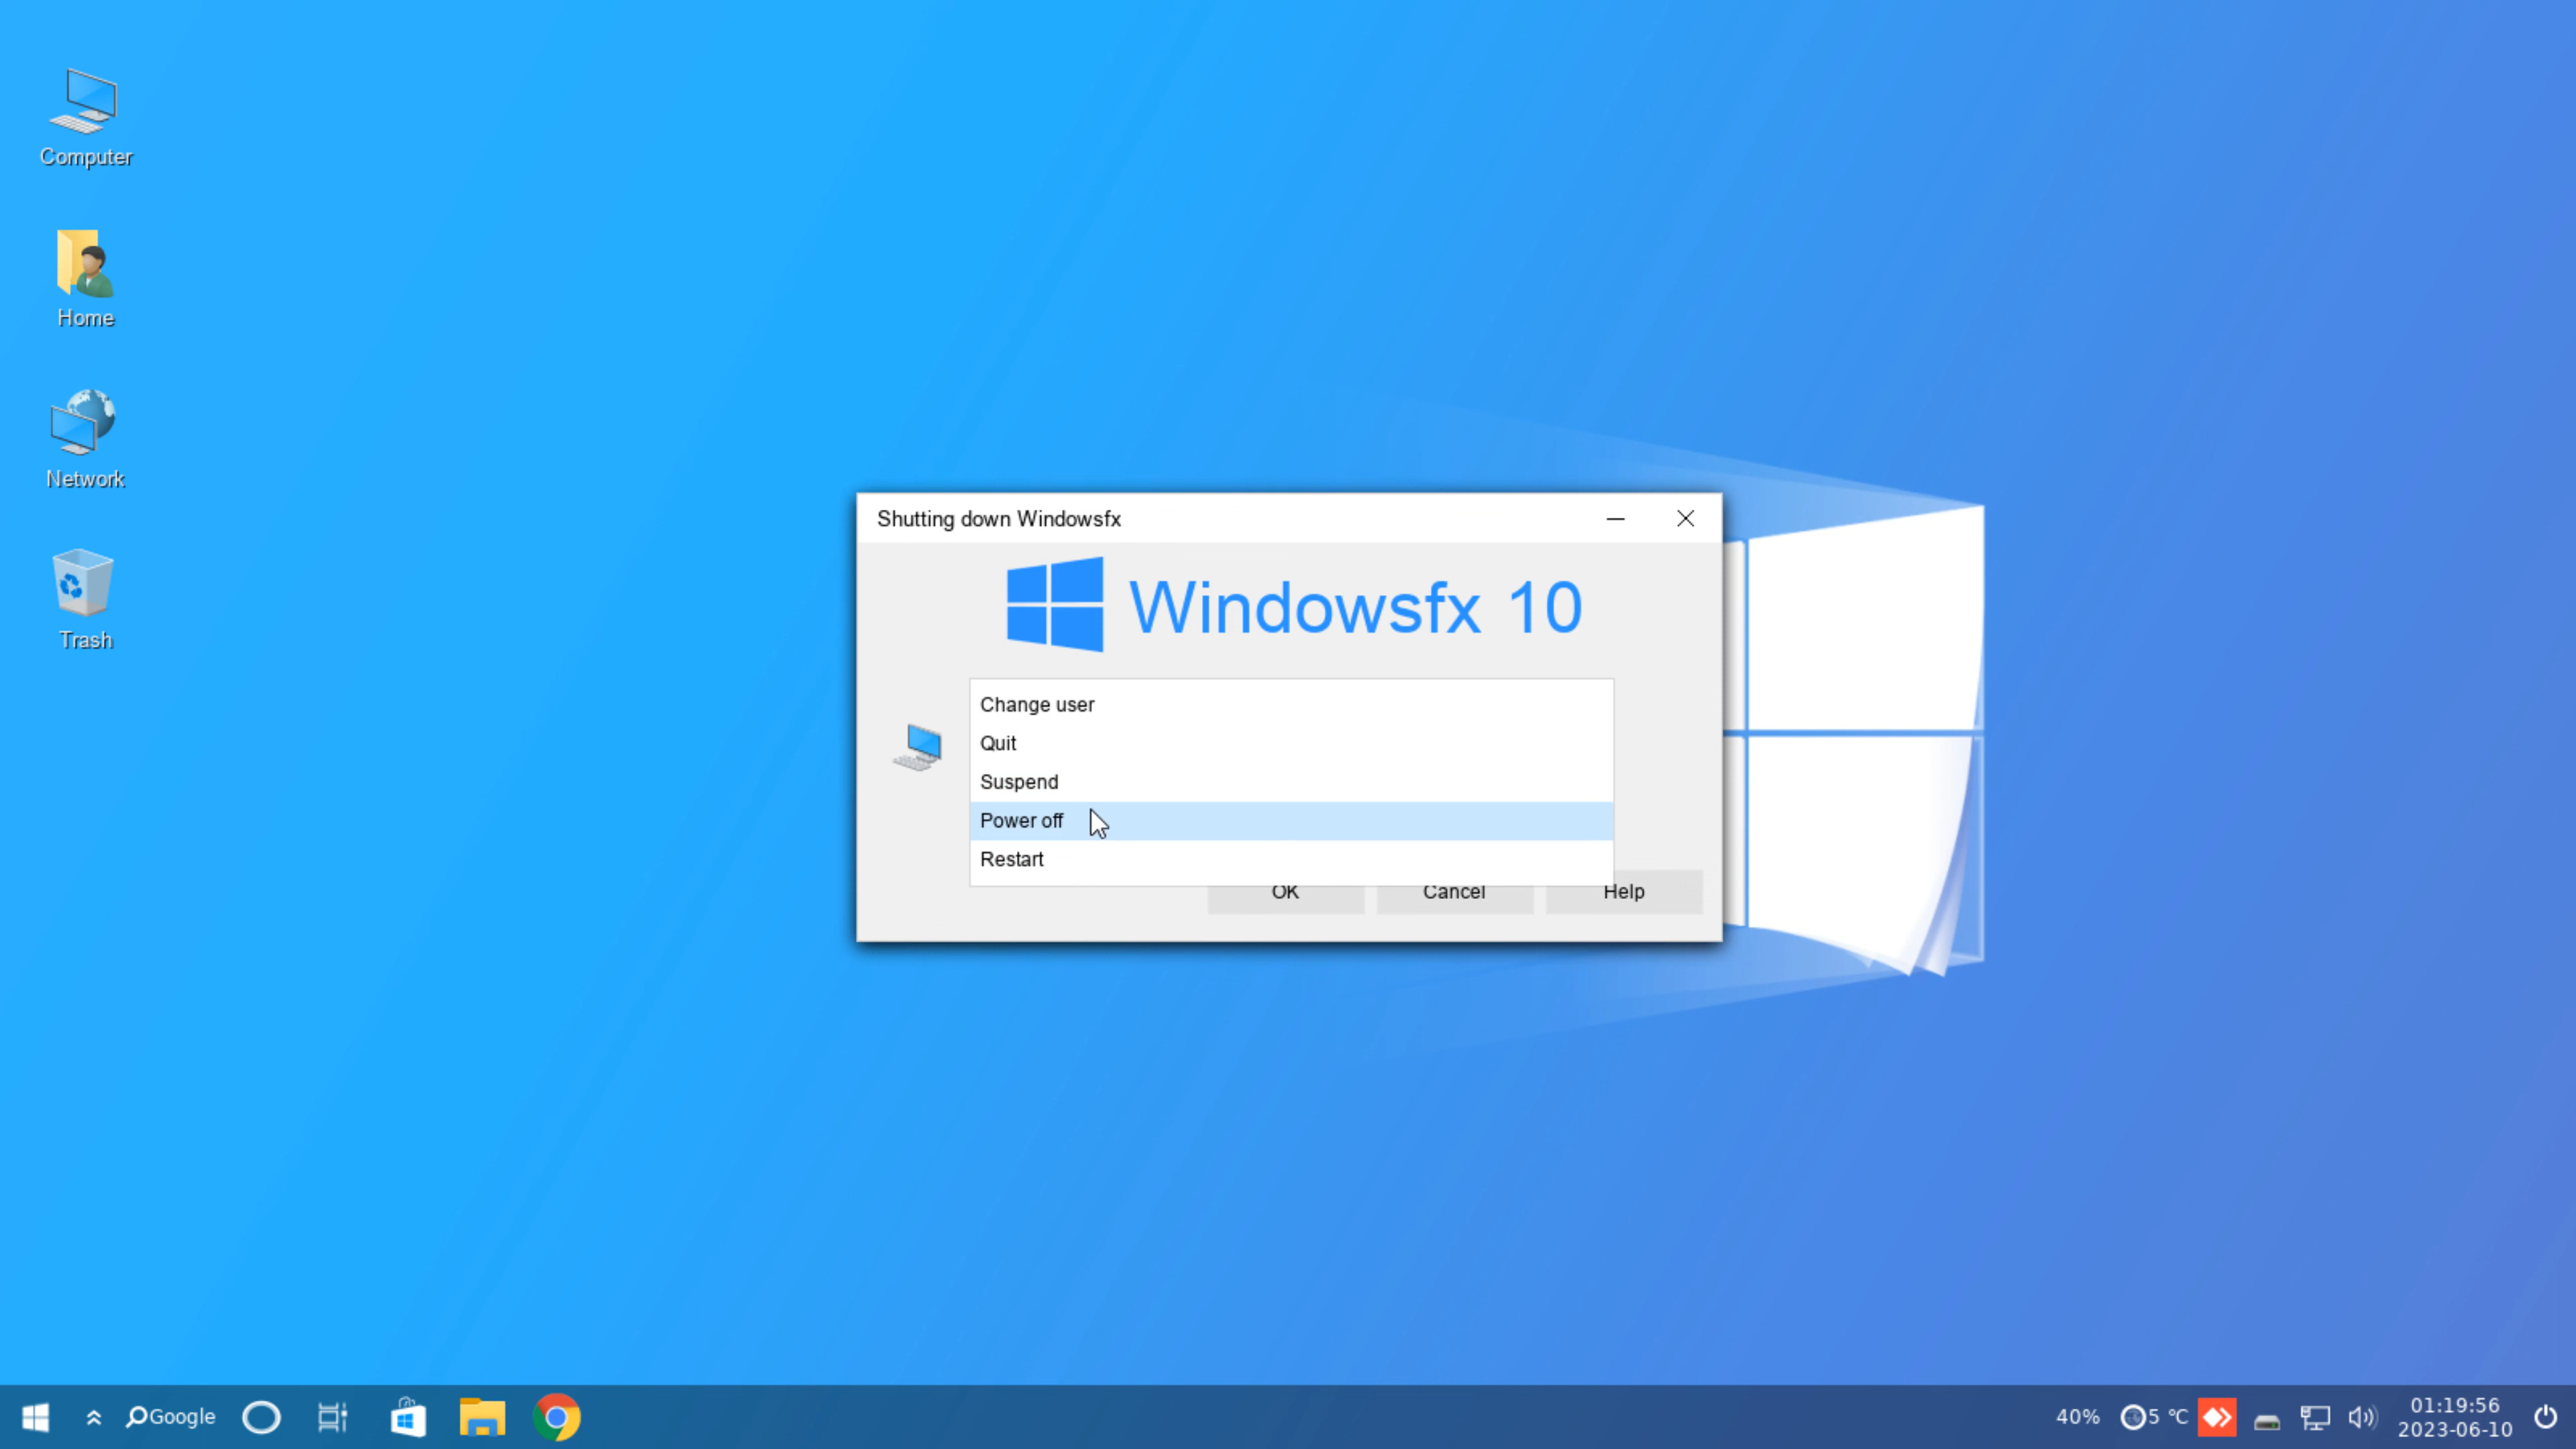 Computer
Home
Network
Trash
Shutting down Windowsfx
Windowsfx 10
Change user
Quit
Suspend
Power off
Restart
OK
Cancel
Help
Google
40%
5 °C
01:19:56
2023-06-10